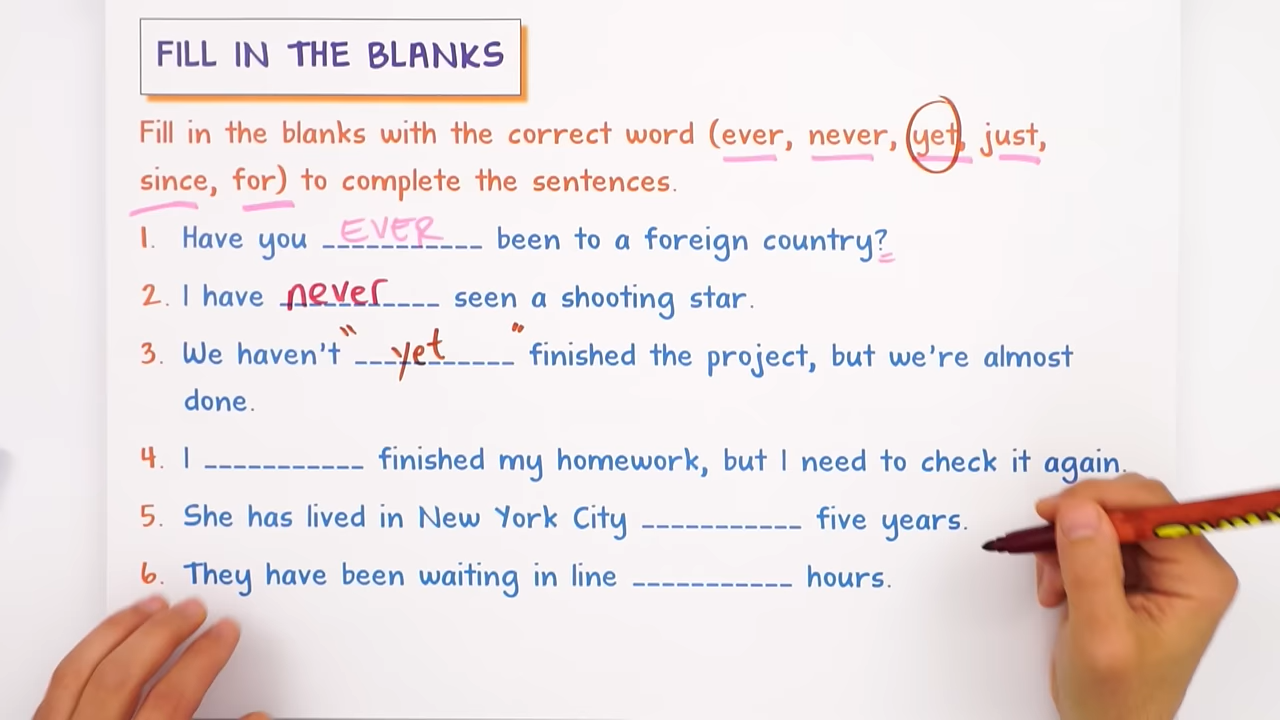 FILL IN THE BLANKS
Fill in the blanks with the correct word (ever, never, yet, just,
since, for) to complete the sentences.
1. Have you EVER been to a foreign country?
2. I have never seen a shooting star.
3. We haven't " yet " finished the project, but we're almost
done.
4. I ___________ finished my homework, but I need to check it again.
5. She has lived in New York City ___________ five years.
6. They have been waiting in line ___________ hours.